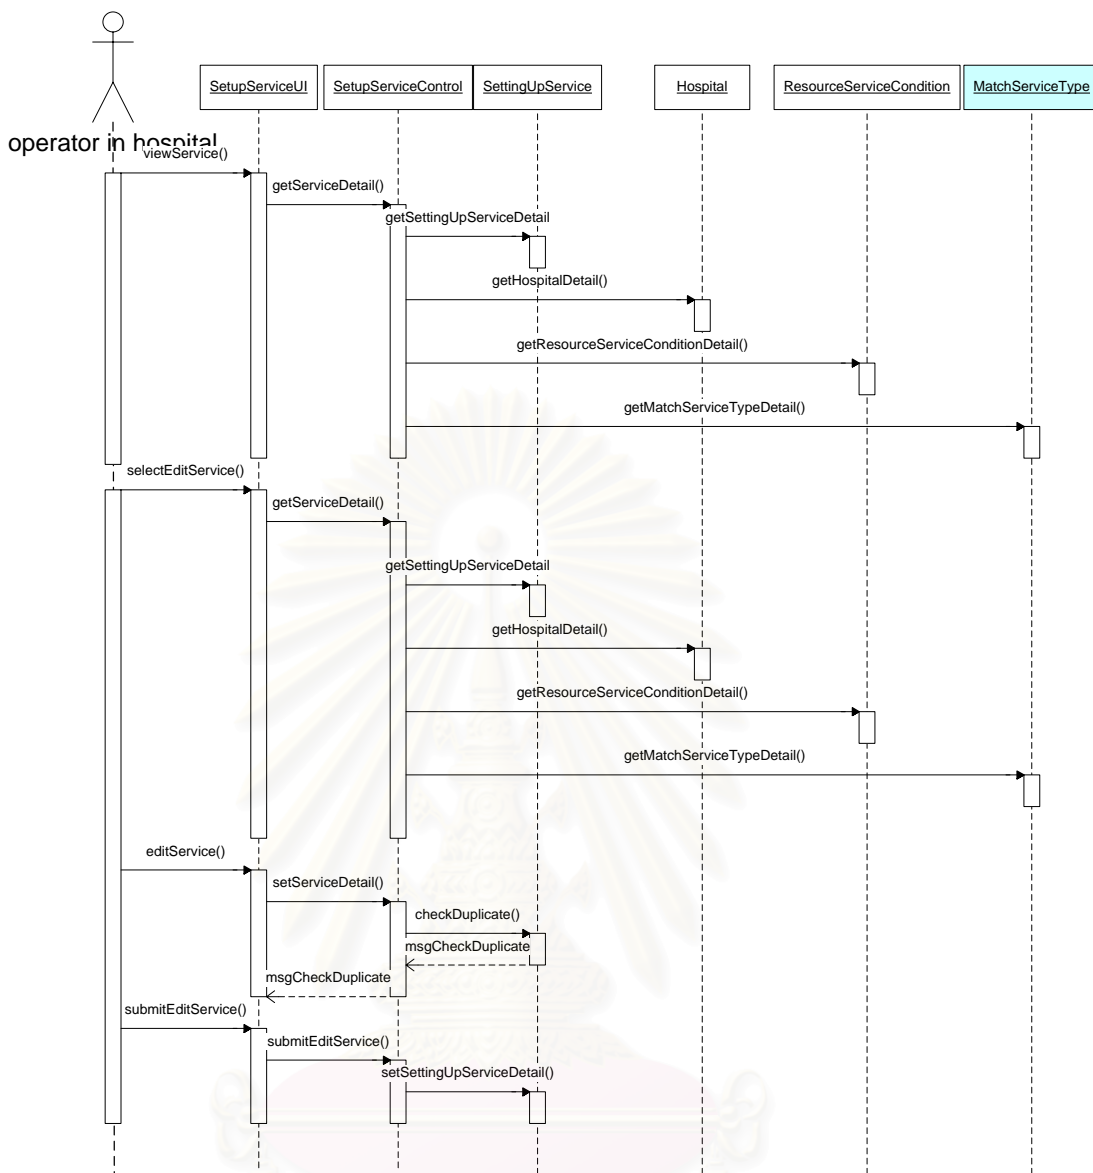 SetupServiceUI
SetupServiceControl
SettingUpService
Hospital
ResourceServiceCondition
MatchServiceType
operator in hospital
viewService()
getServiceDetail()
getSettingUpServiceDetail
getHospitalDetail()
getResourceServiceConditionDetail()
getMatchServiceTypeDetail()
selectEditService()
getServiceDetail()
getSettingUpServiceDetail
getHospitalDetail()
getResourceServiceConditionDetail()
getMatchServiceTypeDetail()
editService()
setServiceDetail()
checkDuplicate()
msgCheckDuplicate
msgCheckDuplicate
submitEditService()
submitEditService()
setSettingUpServiceDetail()